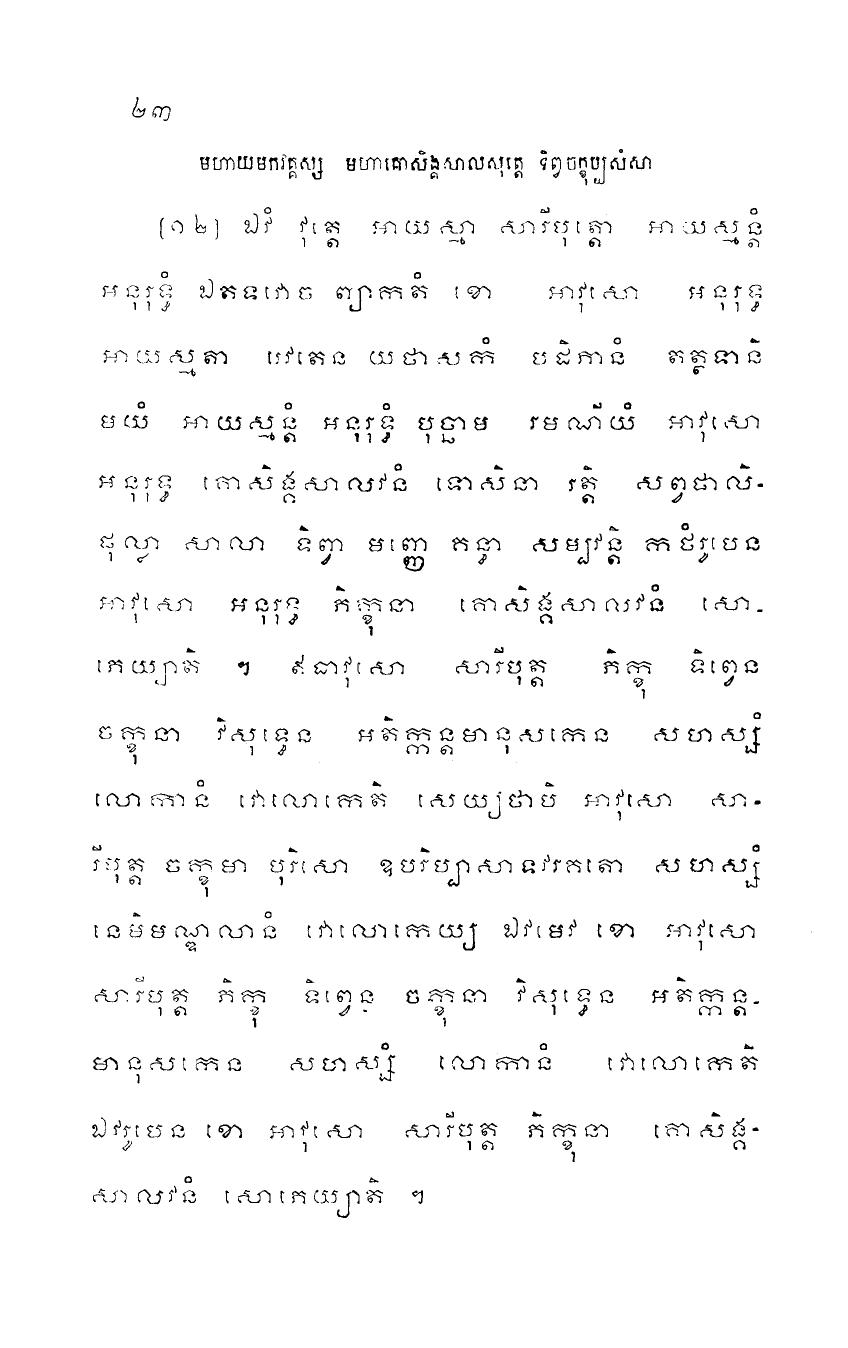 ២៣
មហាយមកវគ្គស្ស មហាគោសិង្គសាលសុត្តេ ទិព្វចក្ខុប្បសំសា
[១២] ឯវំ វុត្តេ អាយស្មា សារីបុត្តោ អាយស្មន្តំ
អនុរុទ្ធំ ឯតទវោច ព្យាកតំ ខោ អាវុសោ អនុរុទ្ធ
អាយស្មតា រេវតេន យថាសកំ បដិភានំ តត្ថទានិ
មយំ អាយស្មន្តំ អនុរុទ្ធំ បុច្ឆាម រមណីយំ អាវុសោ
អនុរុទ្ធ គោសិង្គសាលវនំ ទោសិនា រត្តិ សព្វផាលិ-
ផុល្លា សាលា ទិព្វា មញ្ញេ គន្ធា សម្បវន្តិ កថំរូបេន
អាវុសោ អនុរុទ្ធ ភិក្ខុនា គោសិង្គសាលវនំ សោ-
ភេយ្យាតិ ។ ឥធាវុសោ សារីបុត្ត ភិក្ខុ ទិព្វេន
ចក្ខុនា វិសុទ្ធេន អតិក្កន្តមានុសកេន សហស្សំ
លោកានំ វោលោកេតិ សេយ្យថាបិ អាវុសោ សា-
រីបុត្ត ចក្ខុមា បុរិសោ ឧបរិប្បាសាទវរគតោ សហស្សំ
នេមិមណ្ឌលានំ វោលោកេយ្យ ឯវមេវ ខោ អាវុសោ
សារីបុត្ត ភិក្ខុ ទិព្វេន ចក្ខុនា វិសុទ្ធេន អតិក្កន្ត-
មានុសកេន សហស្សំ លោកានំ វោលោកេតិ
ឯវរូបេន ខោ អាវុសោ សារីបុត្ត ភិក្ខុនា គោសិង្គ-
សាលវនំ សោភេយ្យាតិ ។